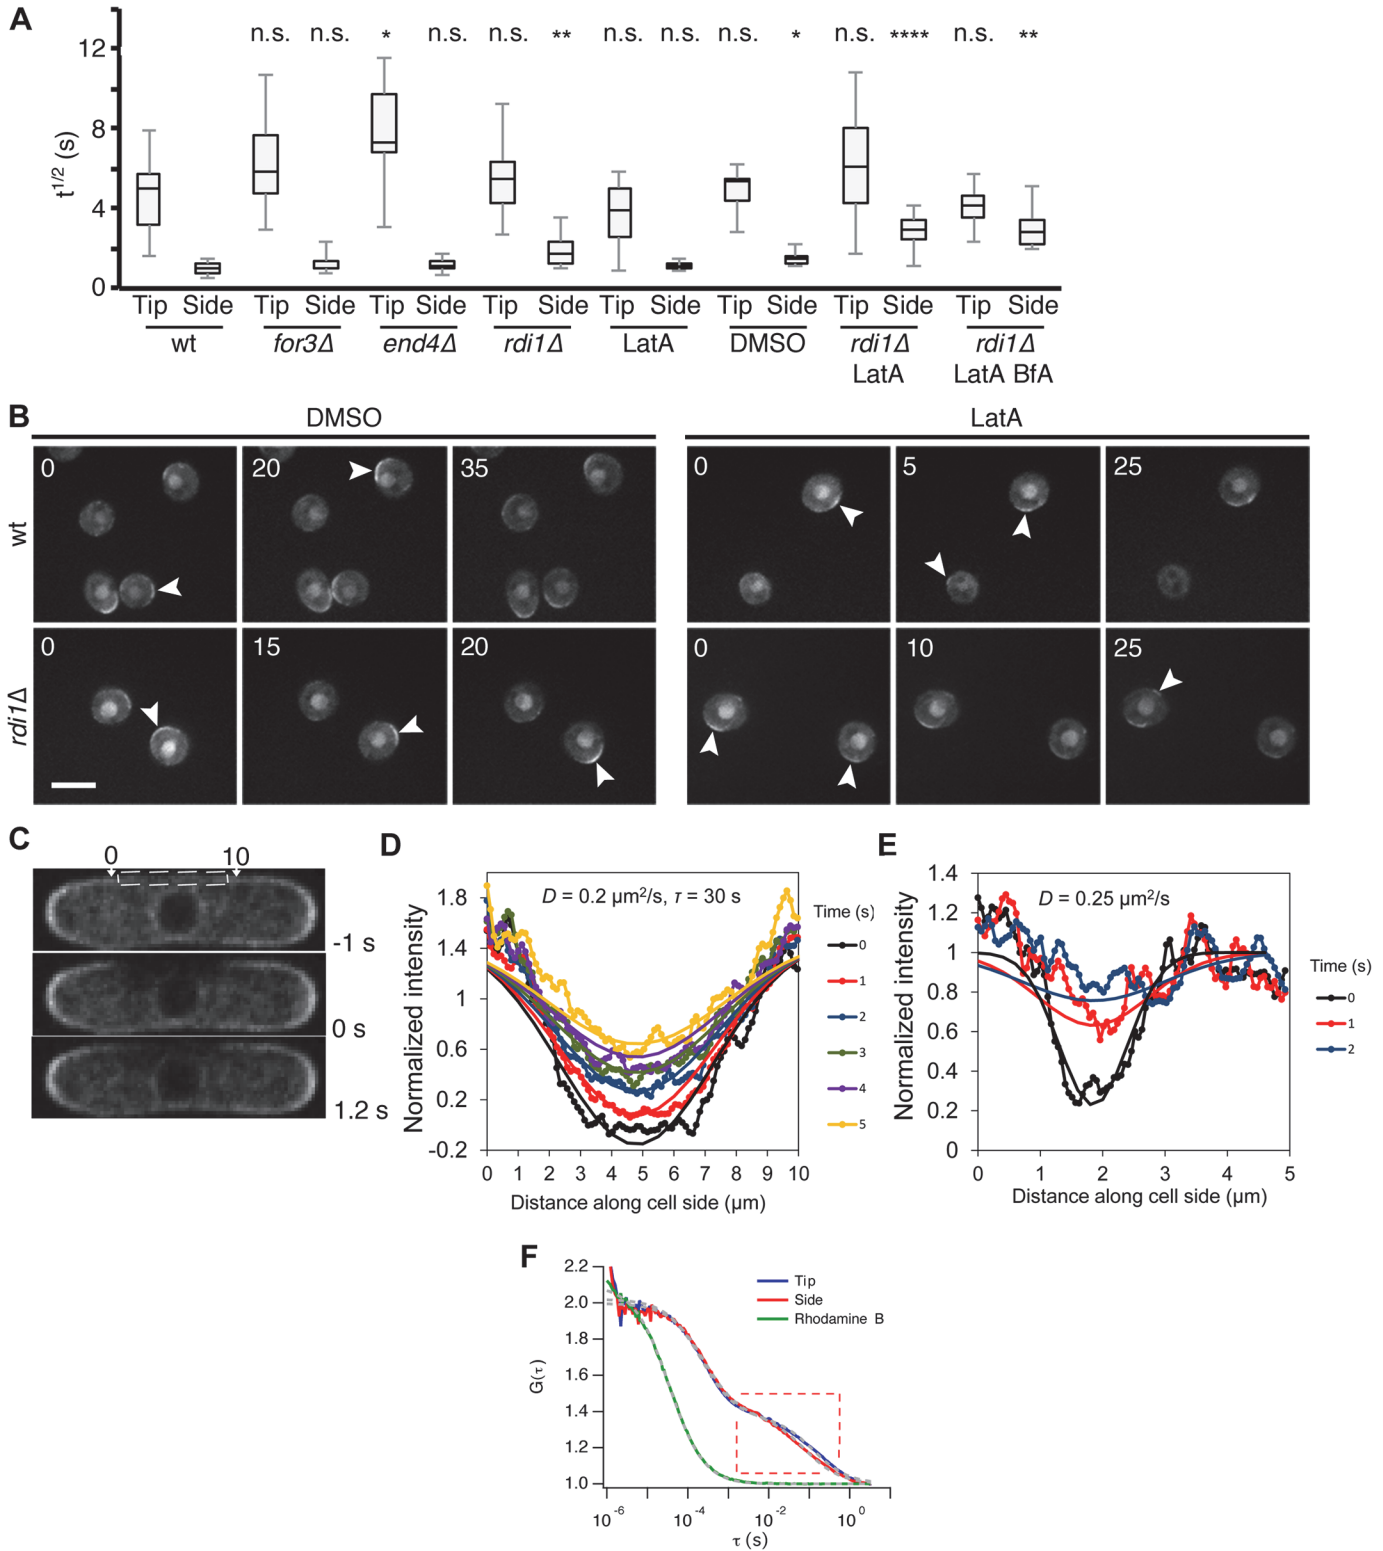 A
n.s. n.s. * n.s. n.s. ** n.s. n.s. n.s. * n.s. **** n.s. **
12
8
4
0
t1/2 (s)
Tip Side Tip Side Tip Side Tip Side Tip Side Tip Side Tip Side Tip Side
wt for3Δ end4Δ rdi1Δ LatA DMSO rdi1Δ rdi1Δ
LatA LatA BfA
B
DMSO LatA
wt
0 20 35 0 5 25
rdi1Δ
0 15 20 0 10 25
C
0 10
-1 s
0 s
1.2 s
D
D = 0.2 µm²/s, τ = 30 s
Normalized intensity
1.8
1.4
1
0.6
0.2
-0.2
0 1 2 3 4 5 6 7 8 9 10
Distance along cell side (µm)
Time (s)
0
1
2
3
4
5
E
D = 0.25 µm²/s
Normalized intensity
1.4
1.2
1
0.8
0.6
0.4
0.2
0
0 1 2 3 4 5
Distance along cell side (µm)
Time (s)
0
1
2
F
G(τ)
2.2
2.0
1.8
1.6
1.4
1.2
1.0
Tip
Side
Rhodamine B
10-6 10-4 10-2 100
τ (s)